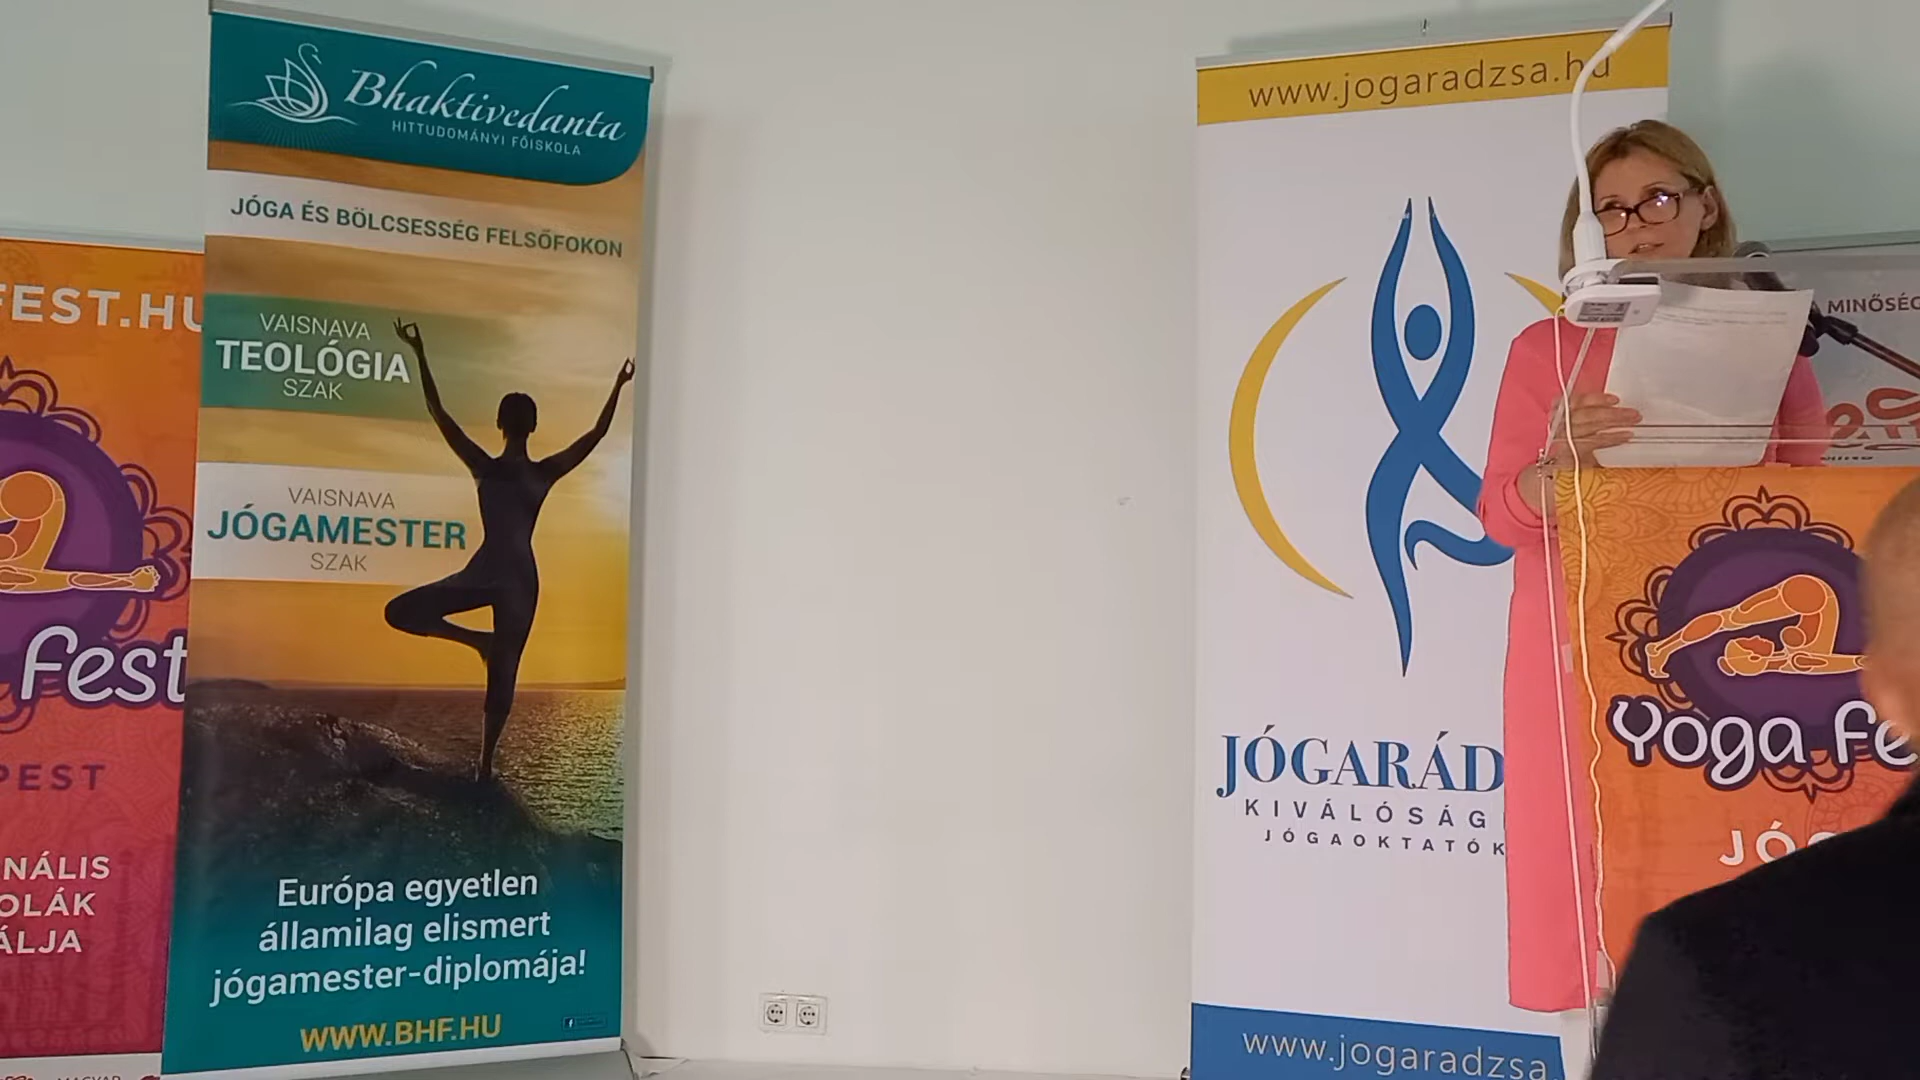 FEST.HU
fest
PEST
NÁLIS
OLÁK
ÁLJA
Bhaktivedanta
HITTUDOMÁNYI FŐISKOLA
JÓGA ÉS BÖLCSESSÉG FELSŐFOKON
VAISNAVA
TEOLÓGIA
SZAK
VAISNAVA
JÓGAMESTER
SZAK
Európa egyetlen
államilag elismert
jógamester-diplomája!
WWW.BHF.HU
www.jogaradzsa.hu
JÓGARÁD
KIVÁLÓSÁG
JÓGAOKTATÓK
www.jogaradzsa.
A MINŐSÉG
Yoga Fe
JÓG